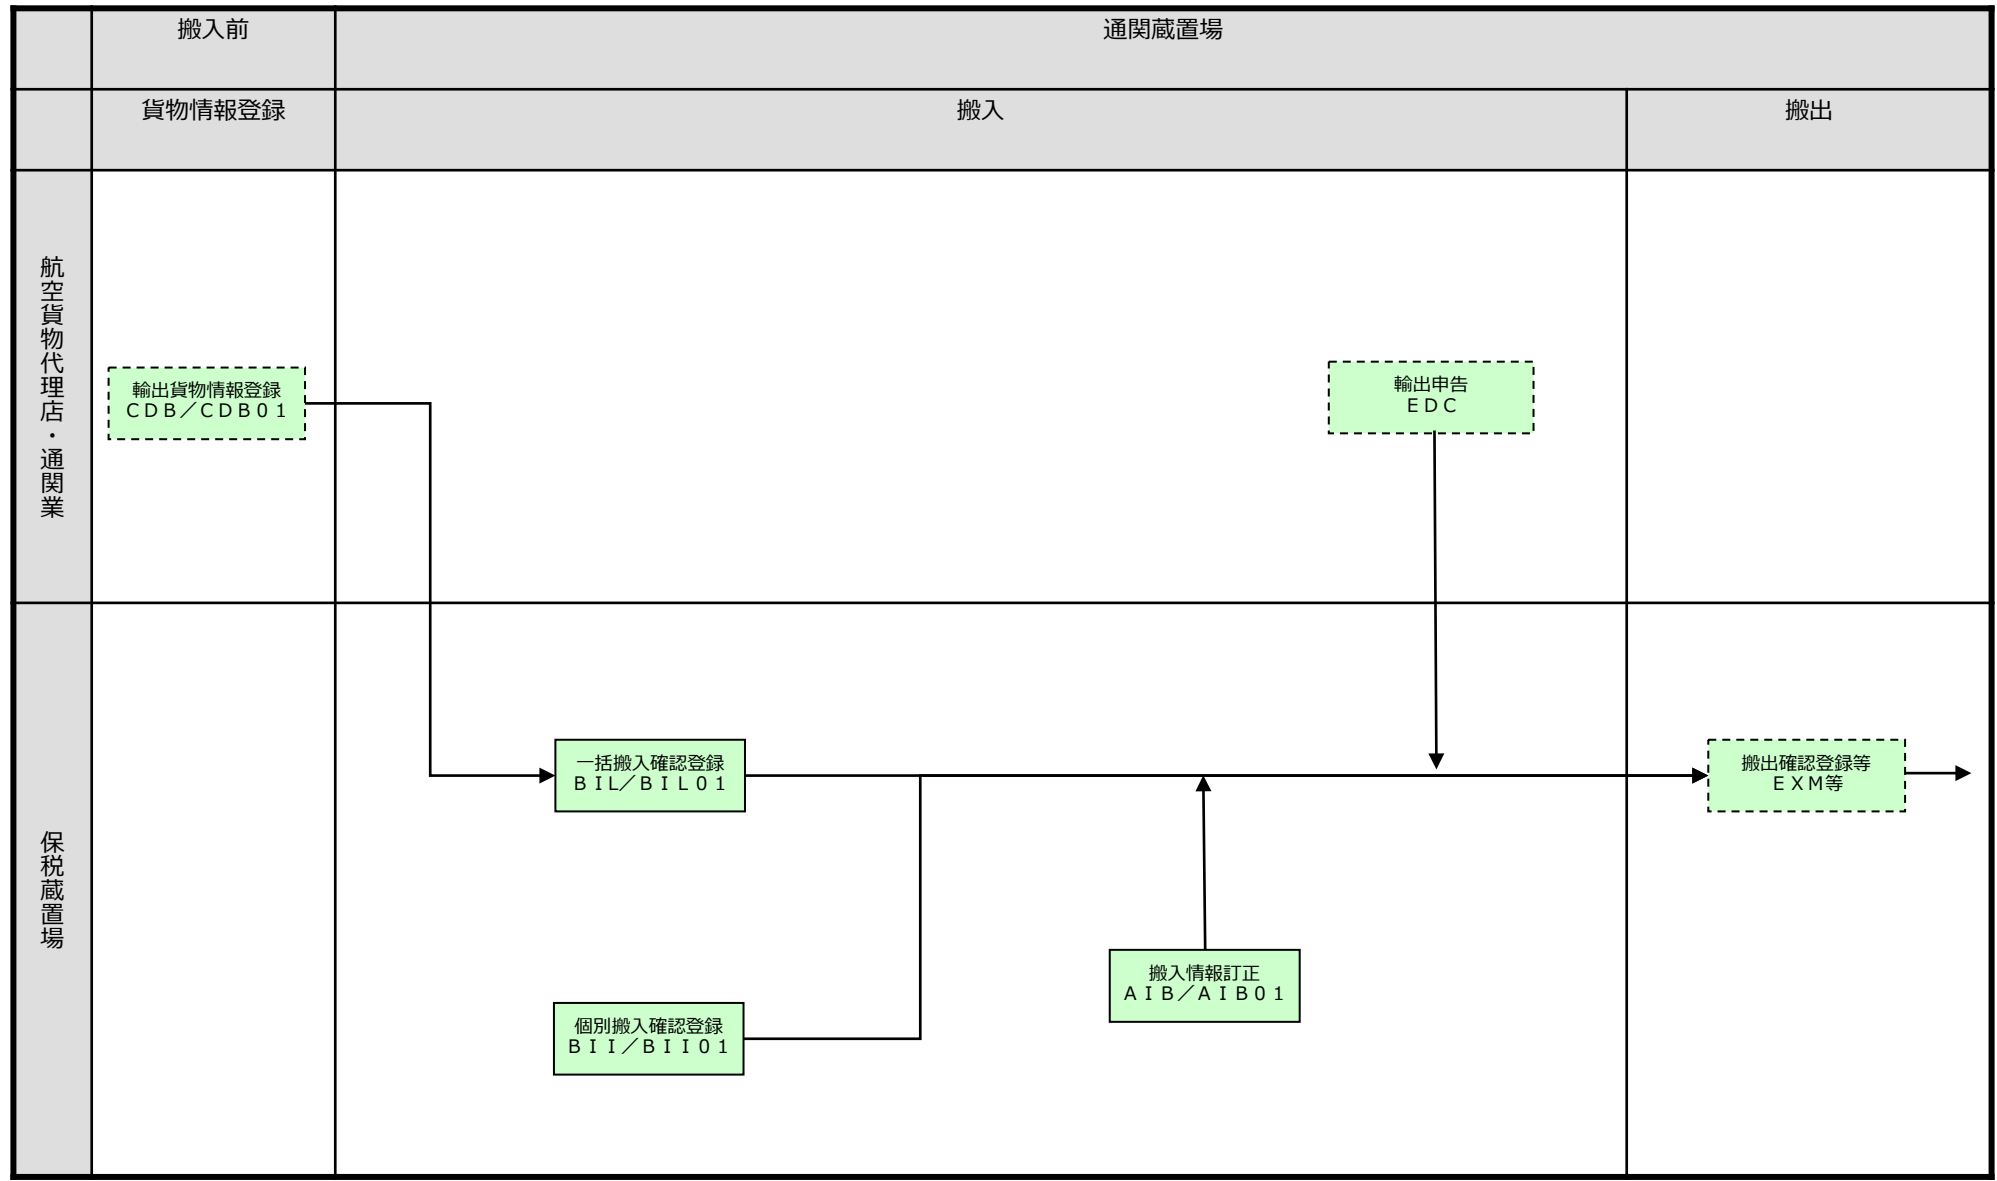 搬入前
通関蔵置場
貨物情報登録
搬入
搬出
航空貨物代理店・通関業
輸出貨物情報登録
ＣＤＢ／ＣＤＢ０１
輸出申告
ＥＤＣ
保税蔵置場
一括搬入確認登録
ＢＩＬ／ＢＩＬ０１
搬出確認登録等
ＥＸＭ等
搬入情報訂正
ＡＩＢ／ＡＩＢ０１
個別搬入確認登録
ＢＩＩ／ＢＩＩ０１